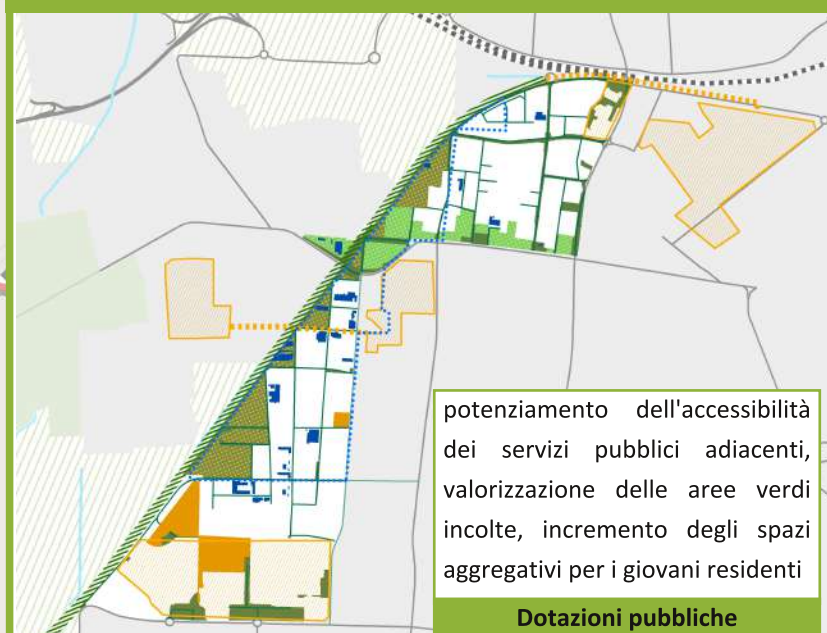 potenziamento dell'accessibilità
dei servizi pubblici adiacenti,
valorizzazione delle aree verdi
incolte, incremento degli spazi
aggregativi per i giovani residenti
Dotazioni pubbliche